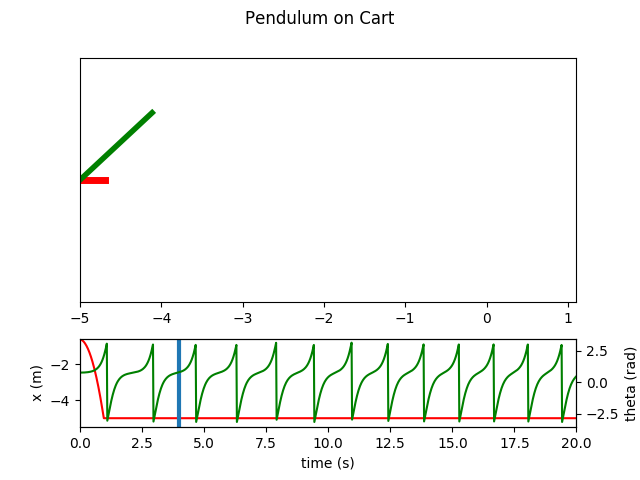 Pendulum on Cart
−5 −4 −3 −2 −1 0 1
x (m)
−2
−4
2.5
0.0
−2.5
theta (rad)
0.0 2.5 5.0 7.5 10.0 12.5 15.0 17.5 20.0
time (s)